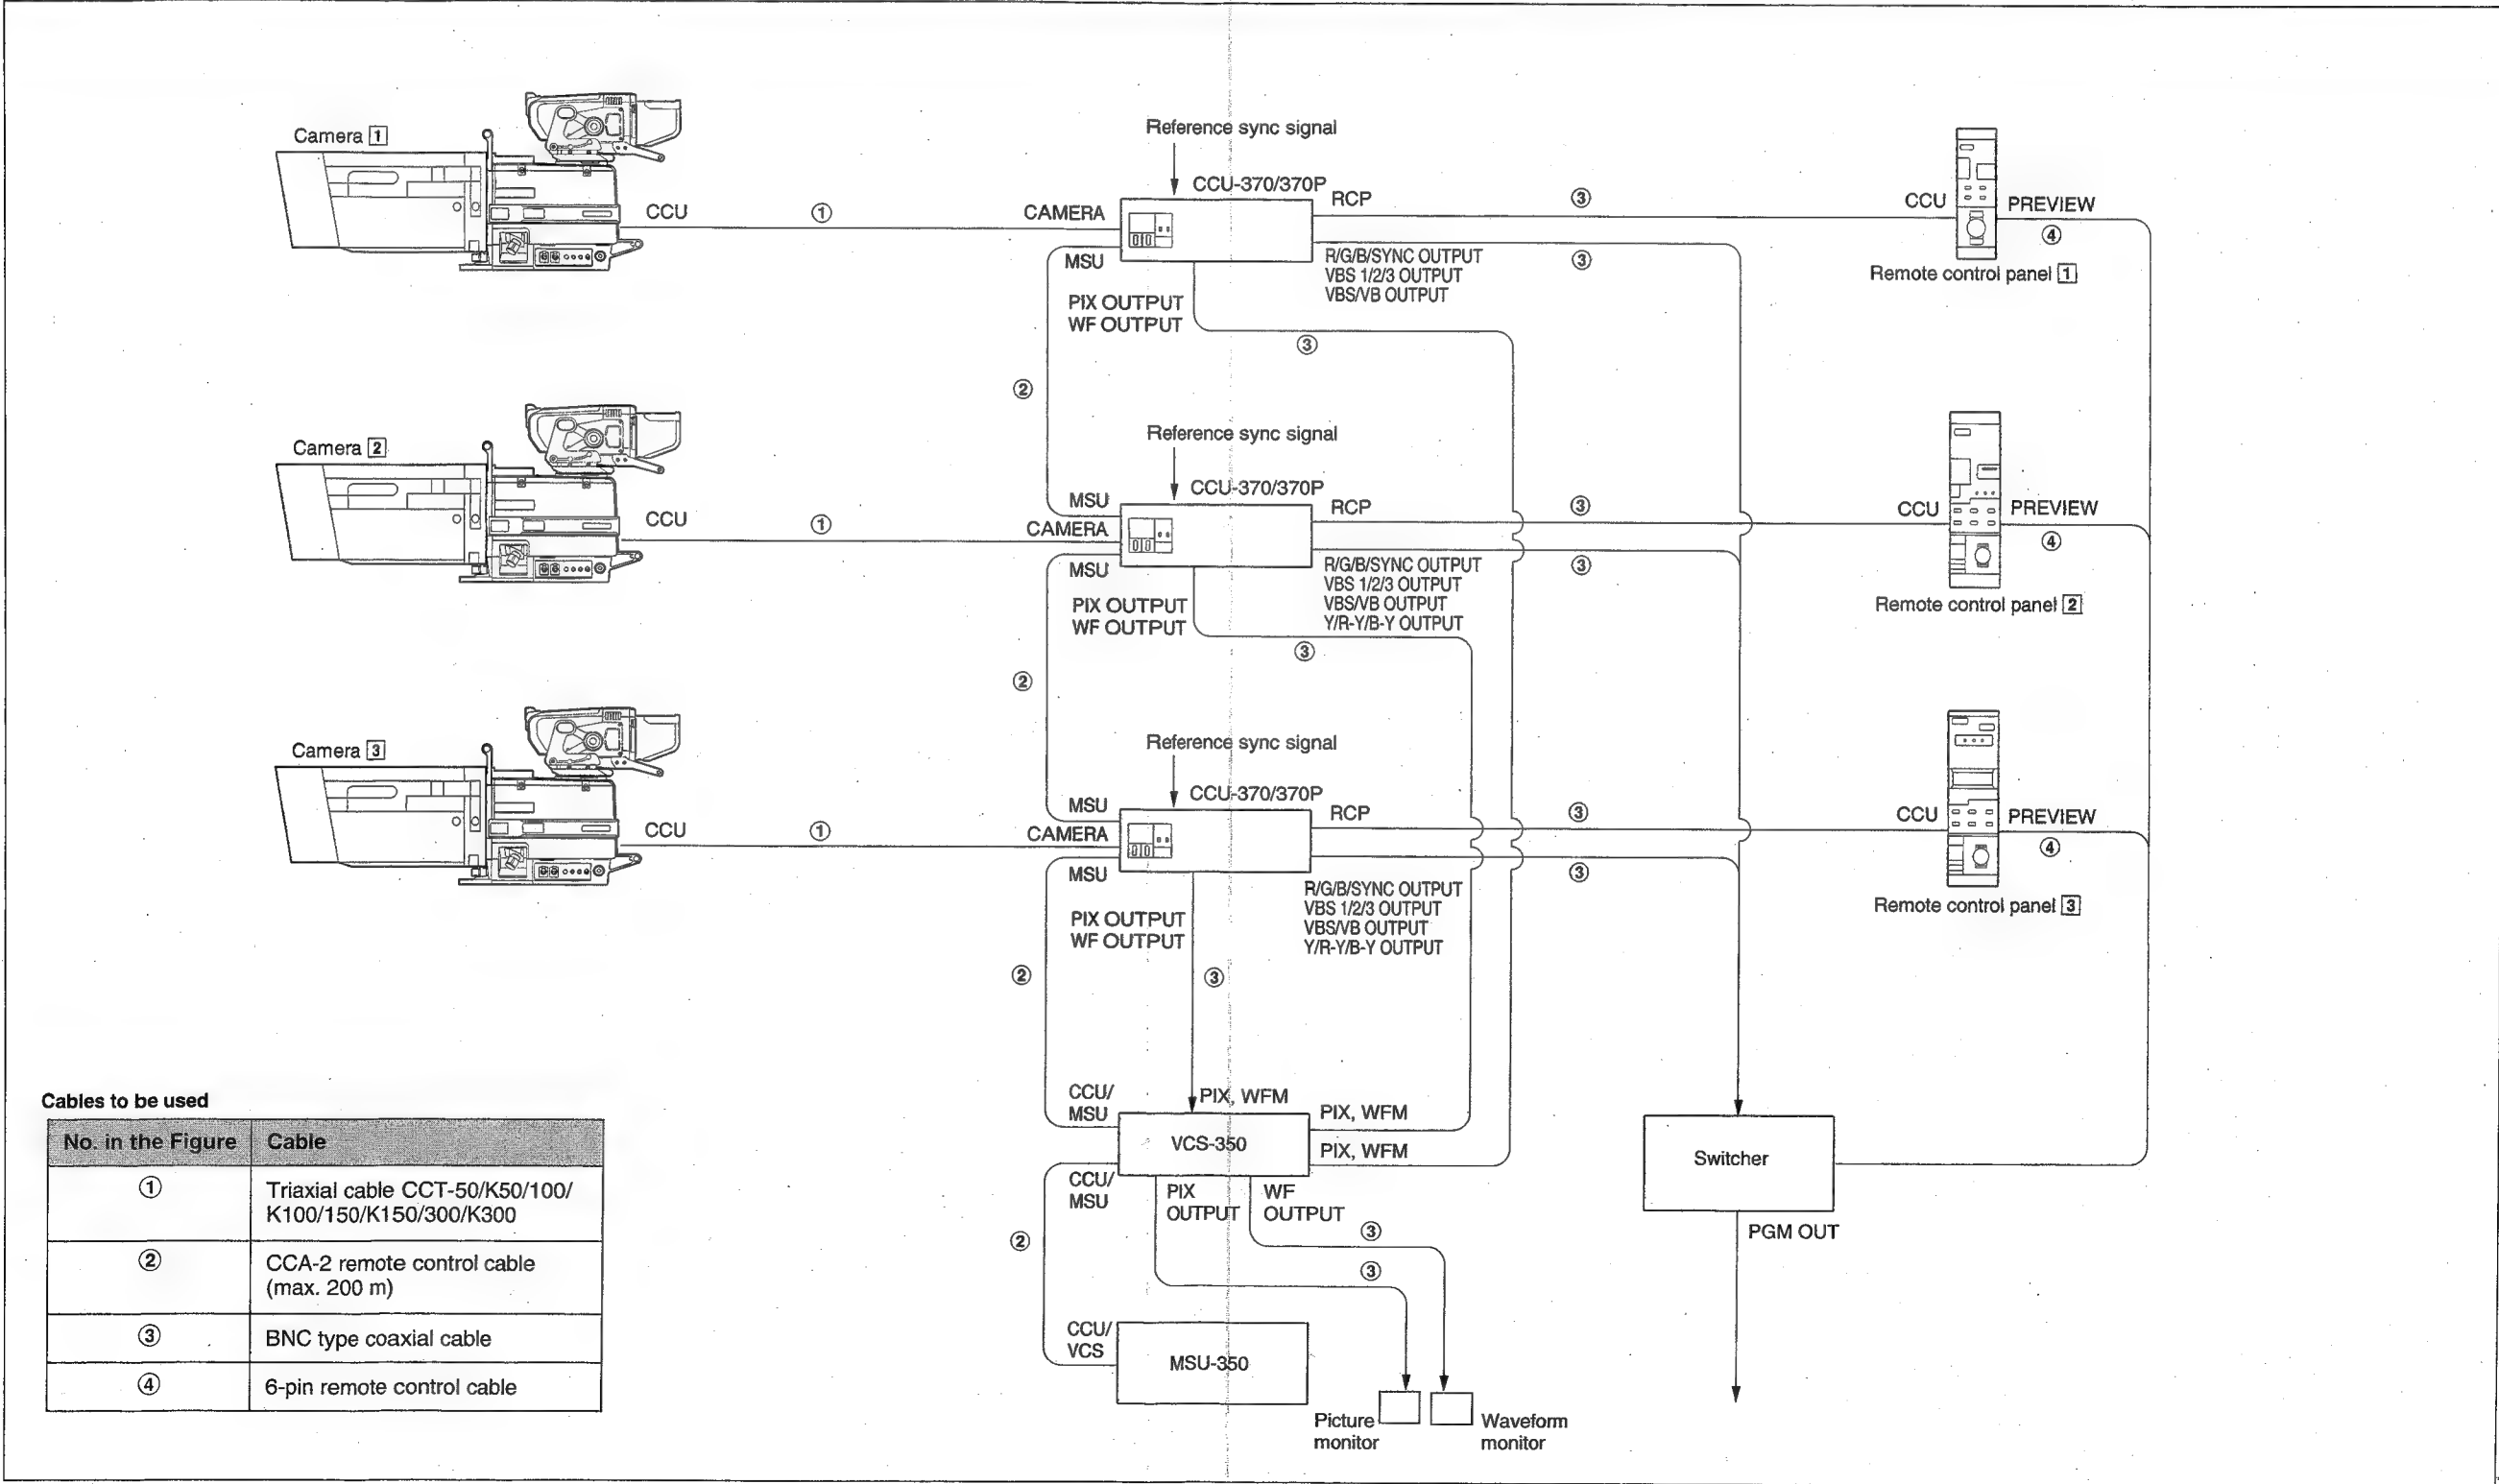 Camera 1
CCU
①
CAMERA
Reference sync signal
CCU-370/370P
RCP
③
CCU
PREVIEW
④
Remote control panel 1
MSU
R/G/B/SYNC OUTPUT
VBS 1/2/3 OUTPUT
VBS/VB OUTPUT
③
PIX OUTPUT
WF OUTPUT
③
②
Camera 2
CCU
①
MSU
CAMERA
Reference sync signal
CCU-370/370P
RCP
③
CCU
PREVIEW
④
Remote control panel 2
MSU
R/G/B/SYNC OUTPUT
VBS 1/2/3 OUTPUT
VBS/VB OUTPUT
Y/R-Y/B-Y OUTPUT
③
PIX OUTPUT
WF OUTPUT
③
②
Camera 3
CCU
①
MSU
CAMERA
Reference sync signal
CCU-370/370P
RCP
③
CCU
PREVIEW
④
Remote control panel 3
MSU
③
R/G/B/SYNC OUTPUT
VBS 1/2/3 OUTPUT
VBS/VB OUTPUT
Y/R-Y/B-Y OUTPUT
PIX OUTPUT
WF OUTPUT
②
③
CCU/
MSU
PIX, WFM
PIX, WFM
VCS-350
PIX, WFM
Switcher
CCU/
MSU
PIX
OUTPUT
WF
OUTPUT
PGM OUT
②
③
③
CCU/
VCS
MSU-350
Picture
monitor
Waveform
monitor
Cables to be used
No. in the Figure Cable
① Triaxial cable CCT-50/K50/100/
K100/150/K150/300/K300
② CCA-2 remote control cable
(max. 200 m)
③ BNC type coaxial cable
④ 6-pin remote control cable